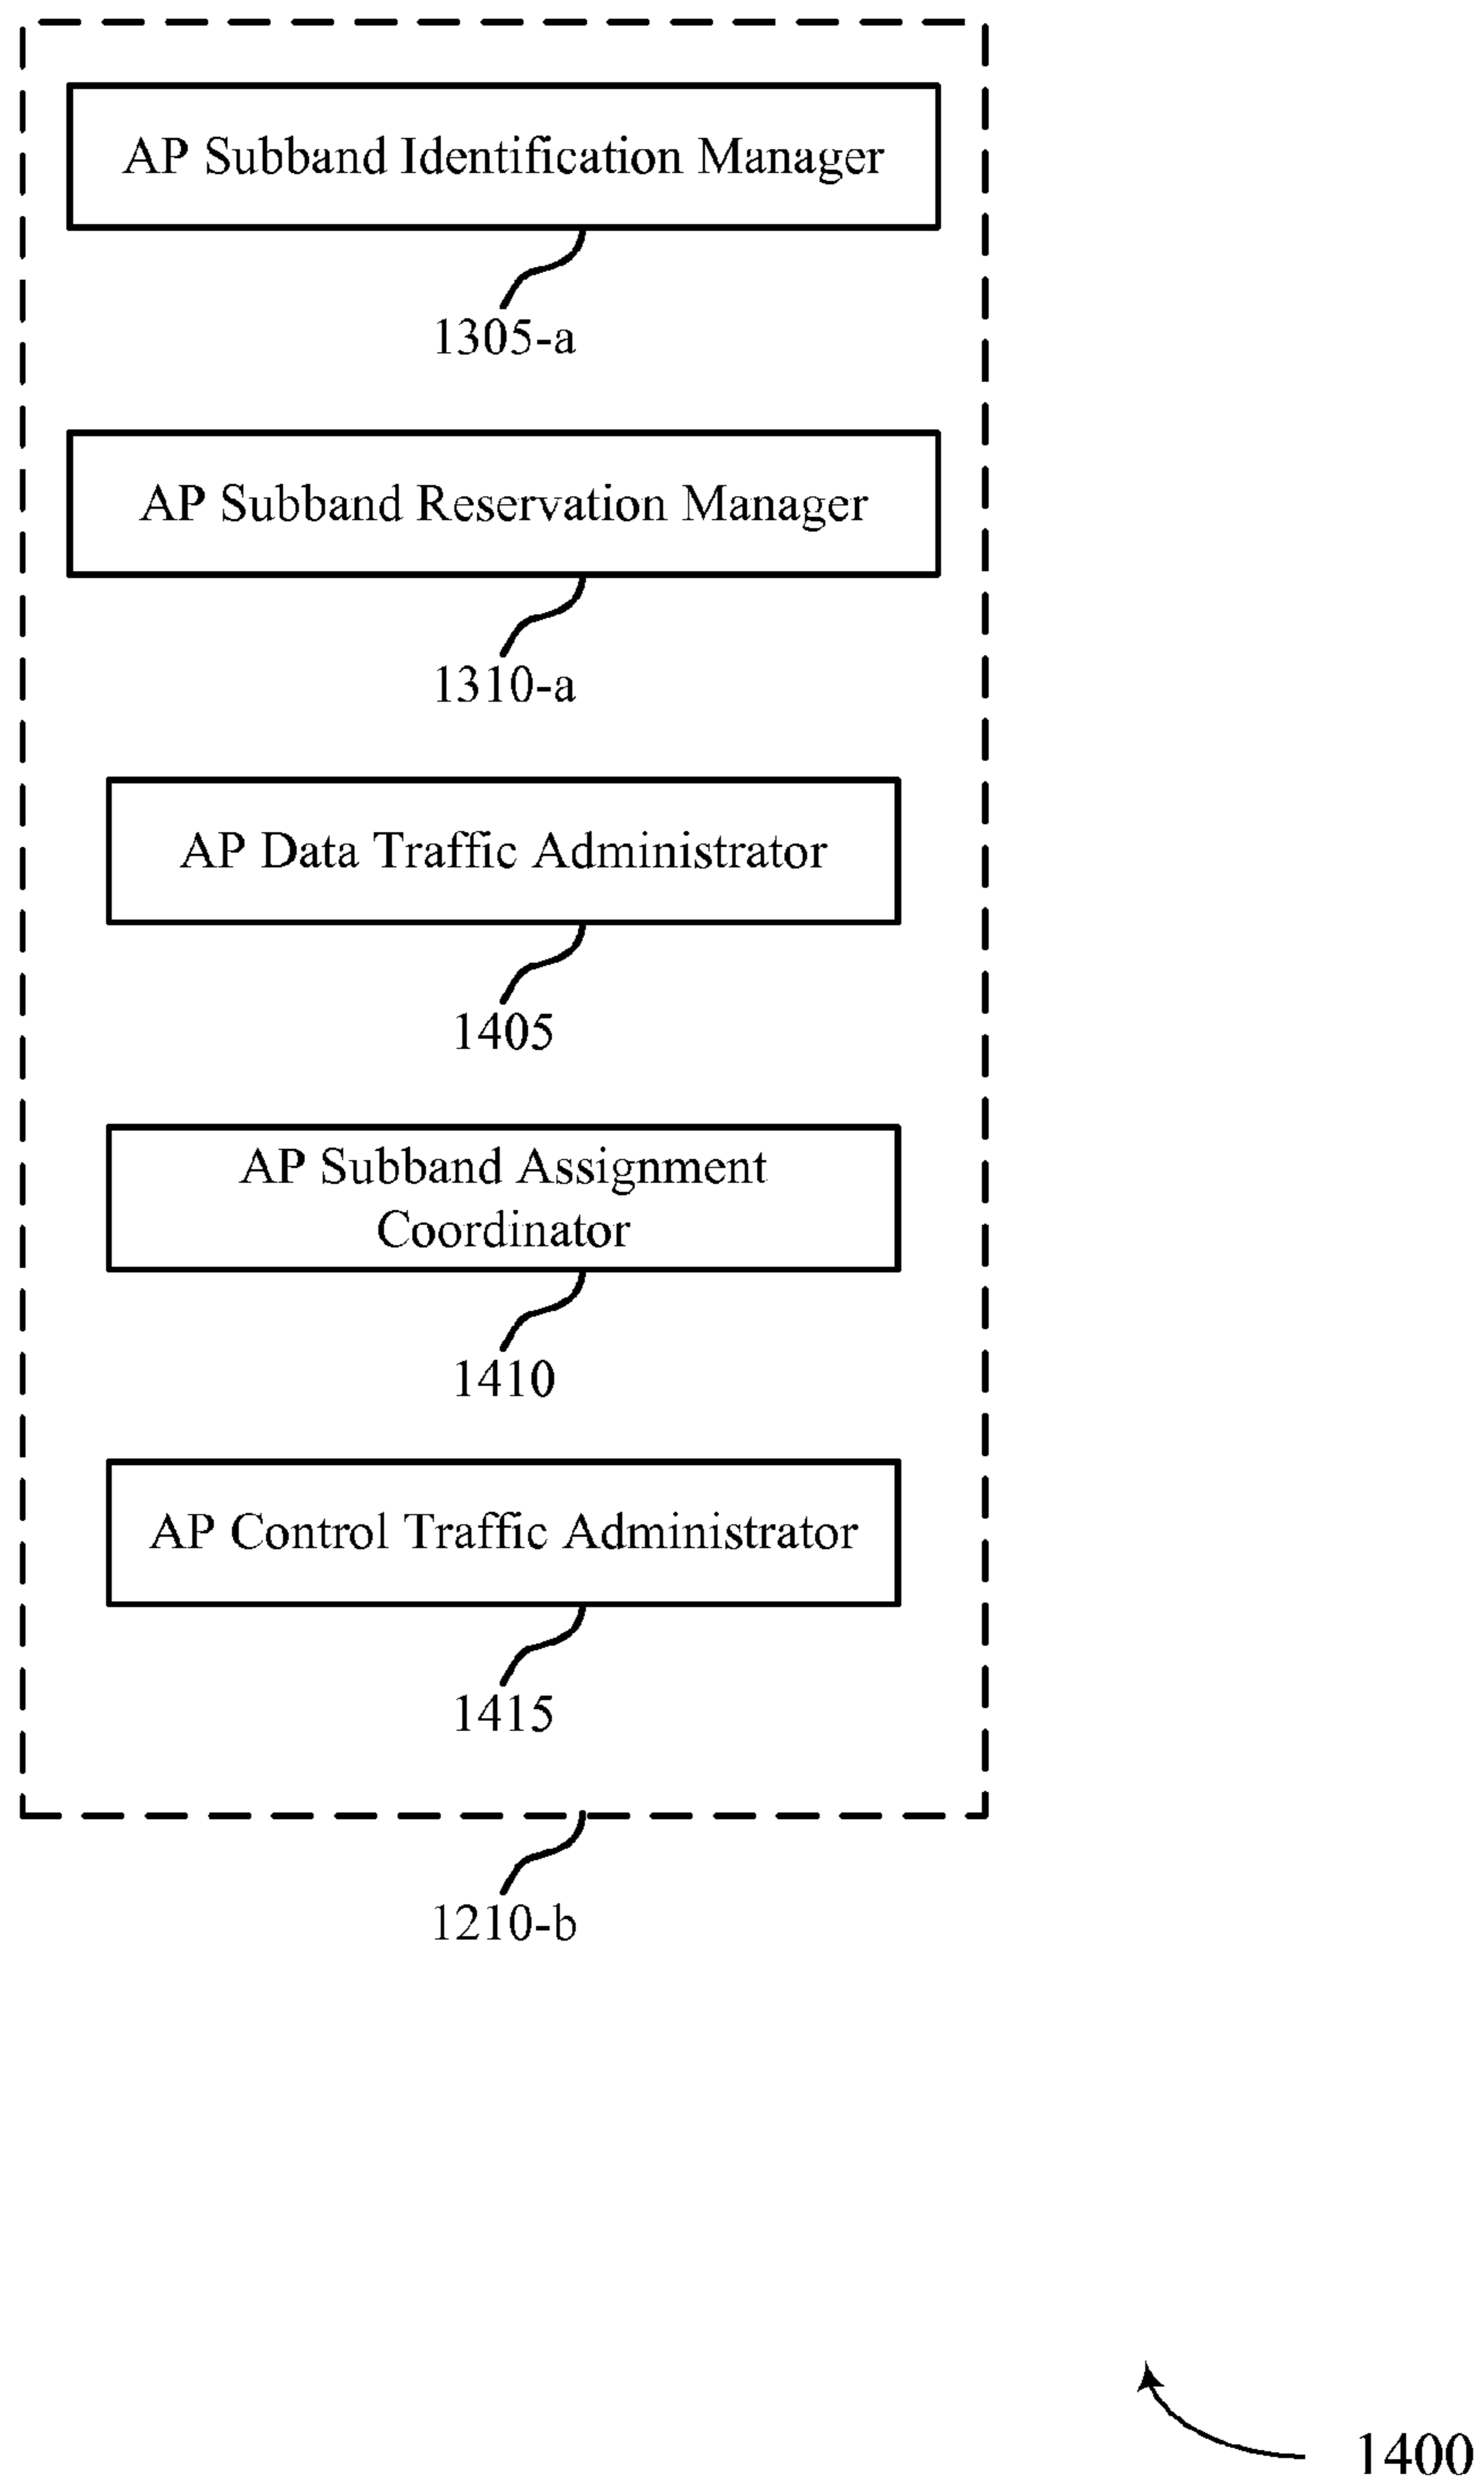 AP Subband Identification Manager
1305-a
AP Subband Reservation Manager
1310-a
AP Data Traffic Administrator
1405
AP Subband Assignment
Coordinator
1410
AP Control Traffic Administrator
1415
1210-b
1400